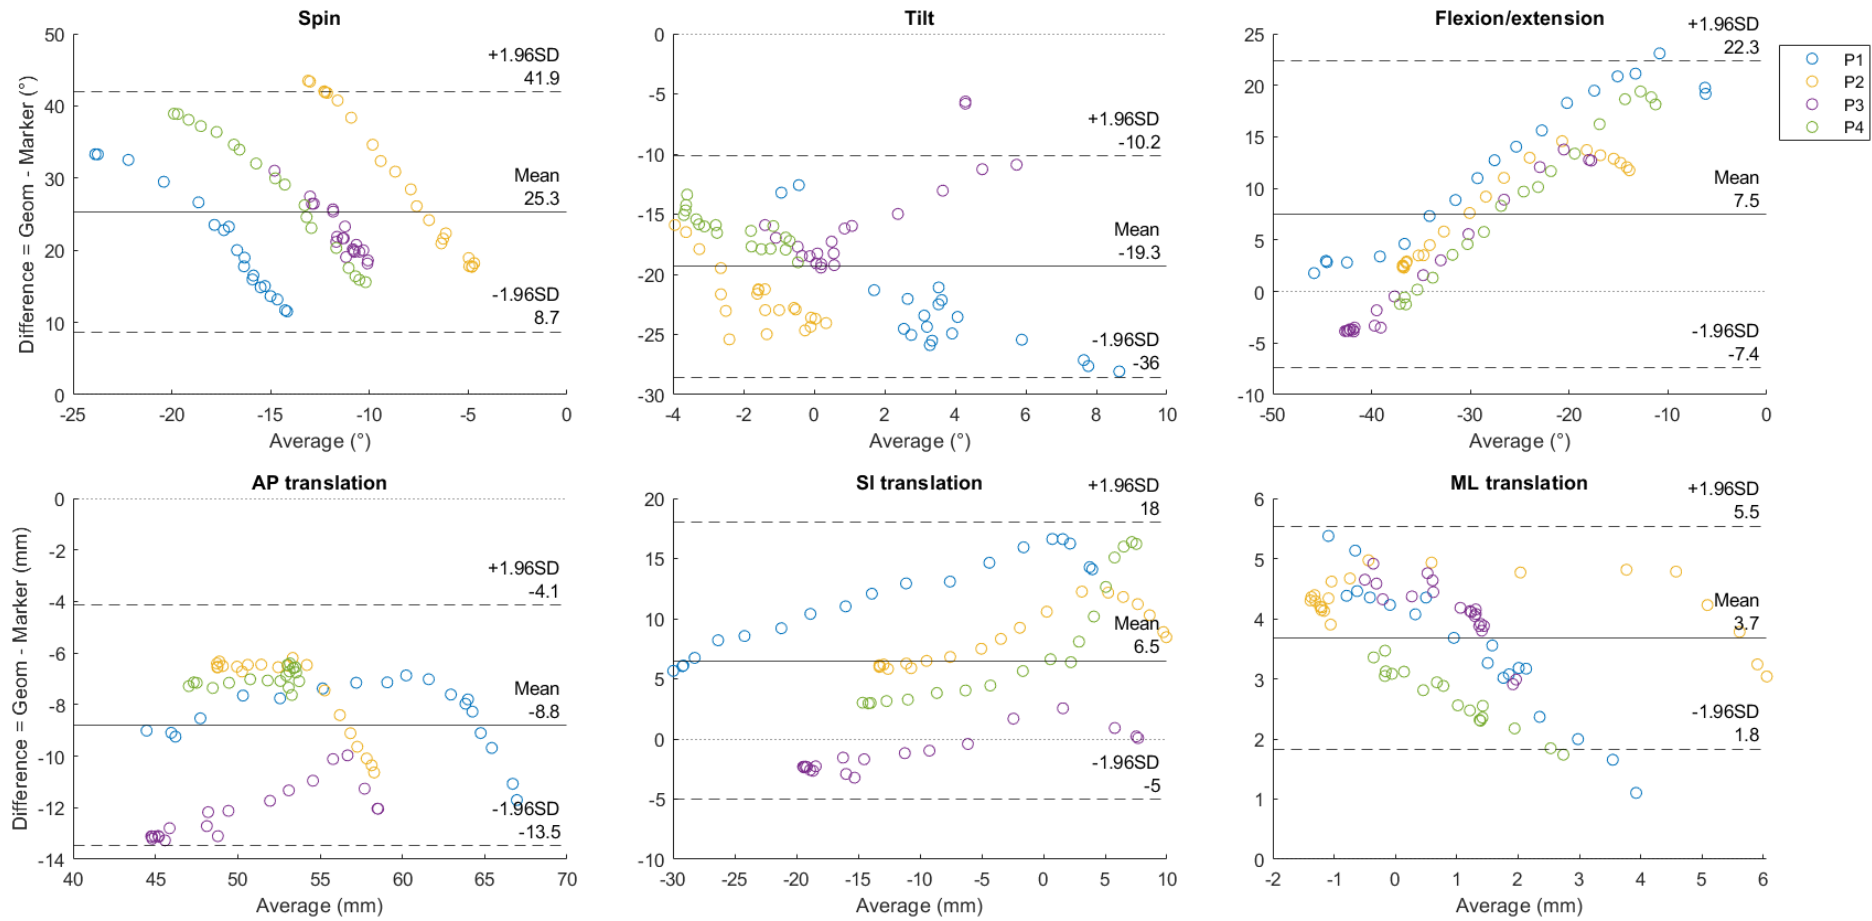 Spin
50
40
30
20
10
0
-25
-20
-15
-10
-5
0
Difference = Geom - Marker (°)
Average (°)
+1.96SD
41.9
Mean
25.3
-1.96SD
8.7
Tilt
0
-5
-10
-15
-20
-25
-30
-4
-2
0
2
4
6
8
10
Average (°)
+1.96SD
-10.2
Mean
-19.3
-1.96SD
-36
Flexion/extension
25
20
15
10
5
0
-5
-10
-50
-40
-30
-20
-10
0
Average (°)
+1.96SD
22.3
Mean
7.5
-1.96SD
-7.4
P1
P2
P3
P4
AP translation
0
-2
-4
-6
-8
-10
-12
-14
40
45
50
55
60
65
70
Difference = Geom - Marker (mm)
Average (mm)
+1.96SD
-4.1
Mean
-8.8
-1.96SD
-13.5
SI translation
20
15
10
5
0
-5
-10
-30
-25
-20
-15
-10
-5
0
5
10
Average (mm)
+1.96SD
18
Mean
6.5
-1.96SD
-5
ML translation
6
5
4
3
2
1
0
-2
-1
0
1
2
3
4
5
6
Average (mm)
+1.96SD
5.5
Mean
3.7
-1.96SD
1.8